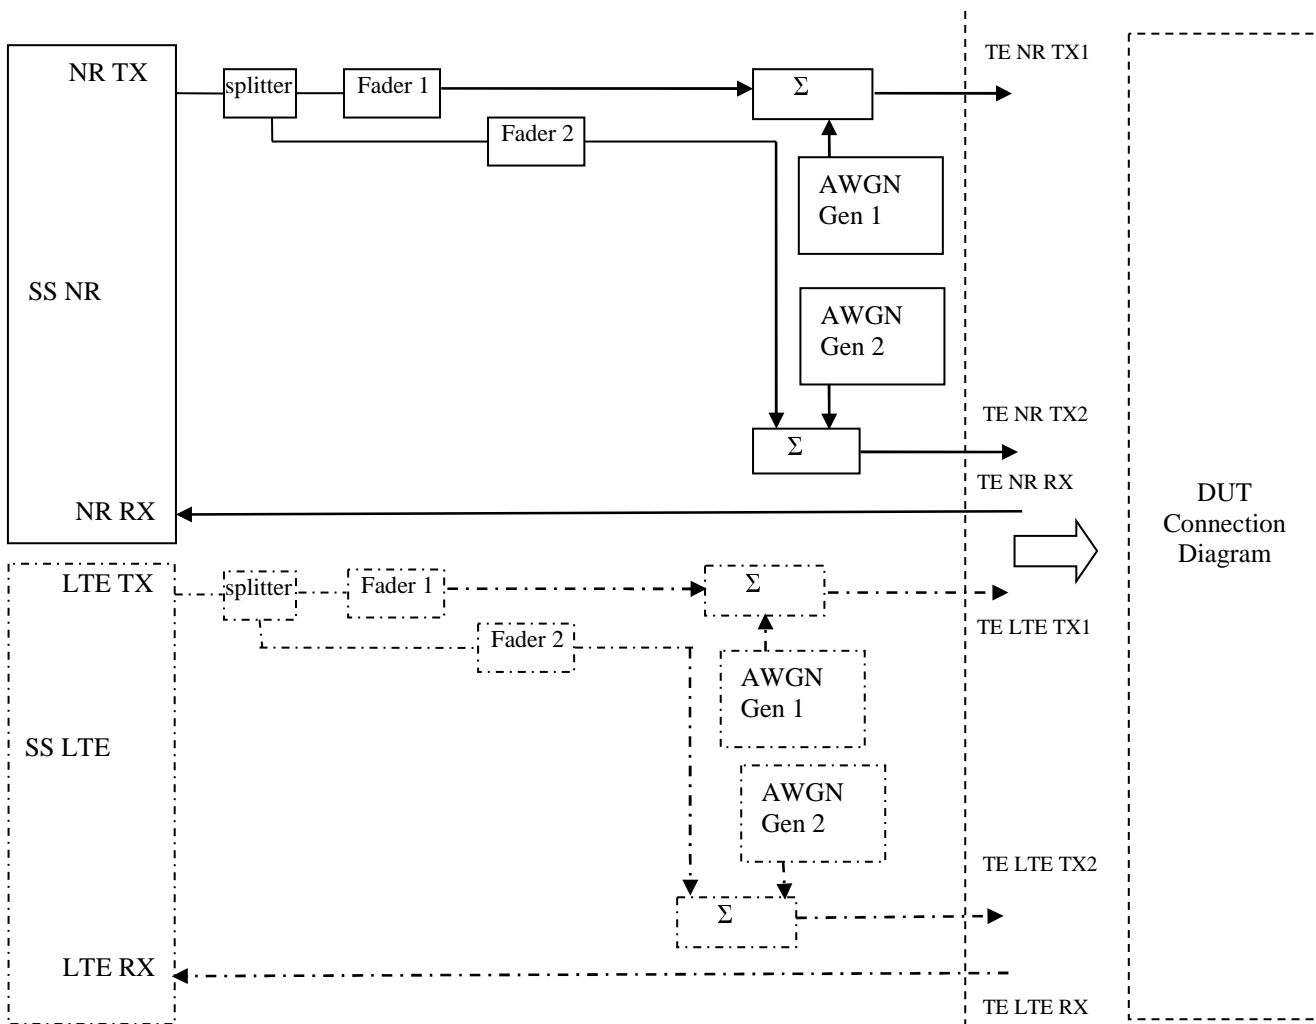 TE NR TX1
NR TX
splitter
Fader 1
Σ
Fader 2
AWGN
Gen 1
SS NR
AWGN
Gen 2
TE NR TX2
Σ
TE NR RX
NR RX
DUT
Connection
Diagram
LTE TX
splitter
Fader 1
Σ
TE LTE TX1
Fader 2
AWGN
Gen 1
SS LTE
AWGN
Gen 2
TE LTE TX2
Σ
LTE RX
TE LTE RX